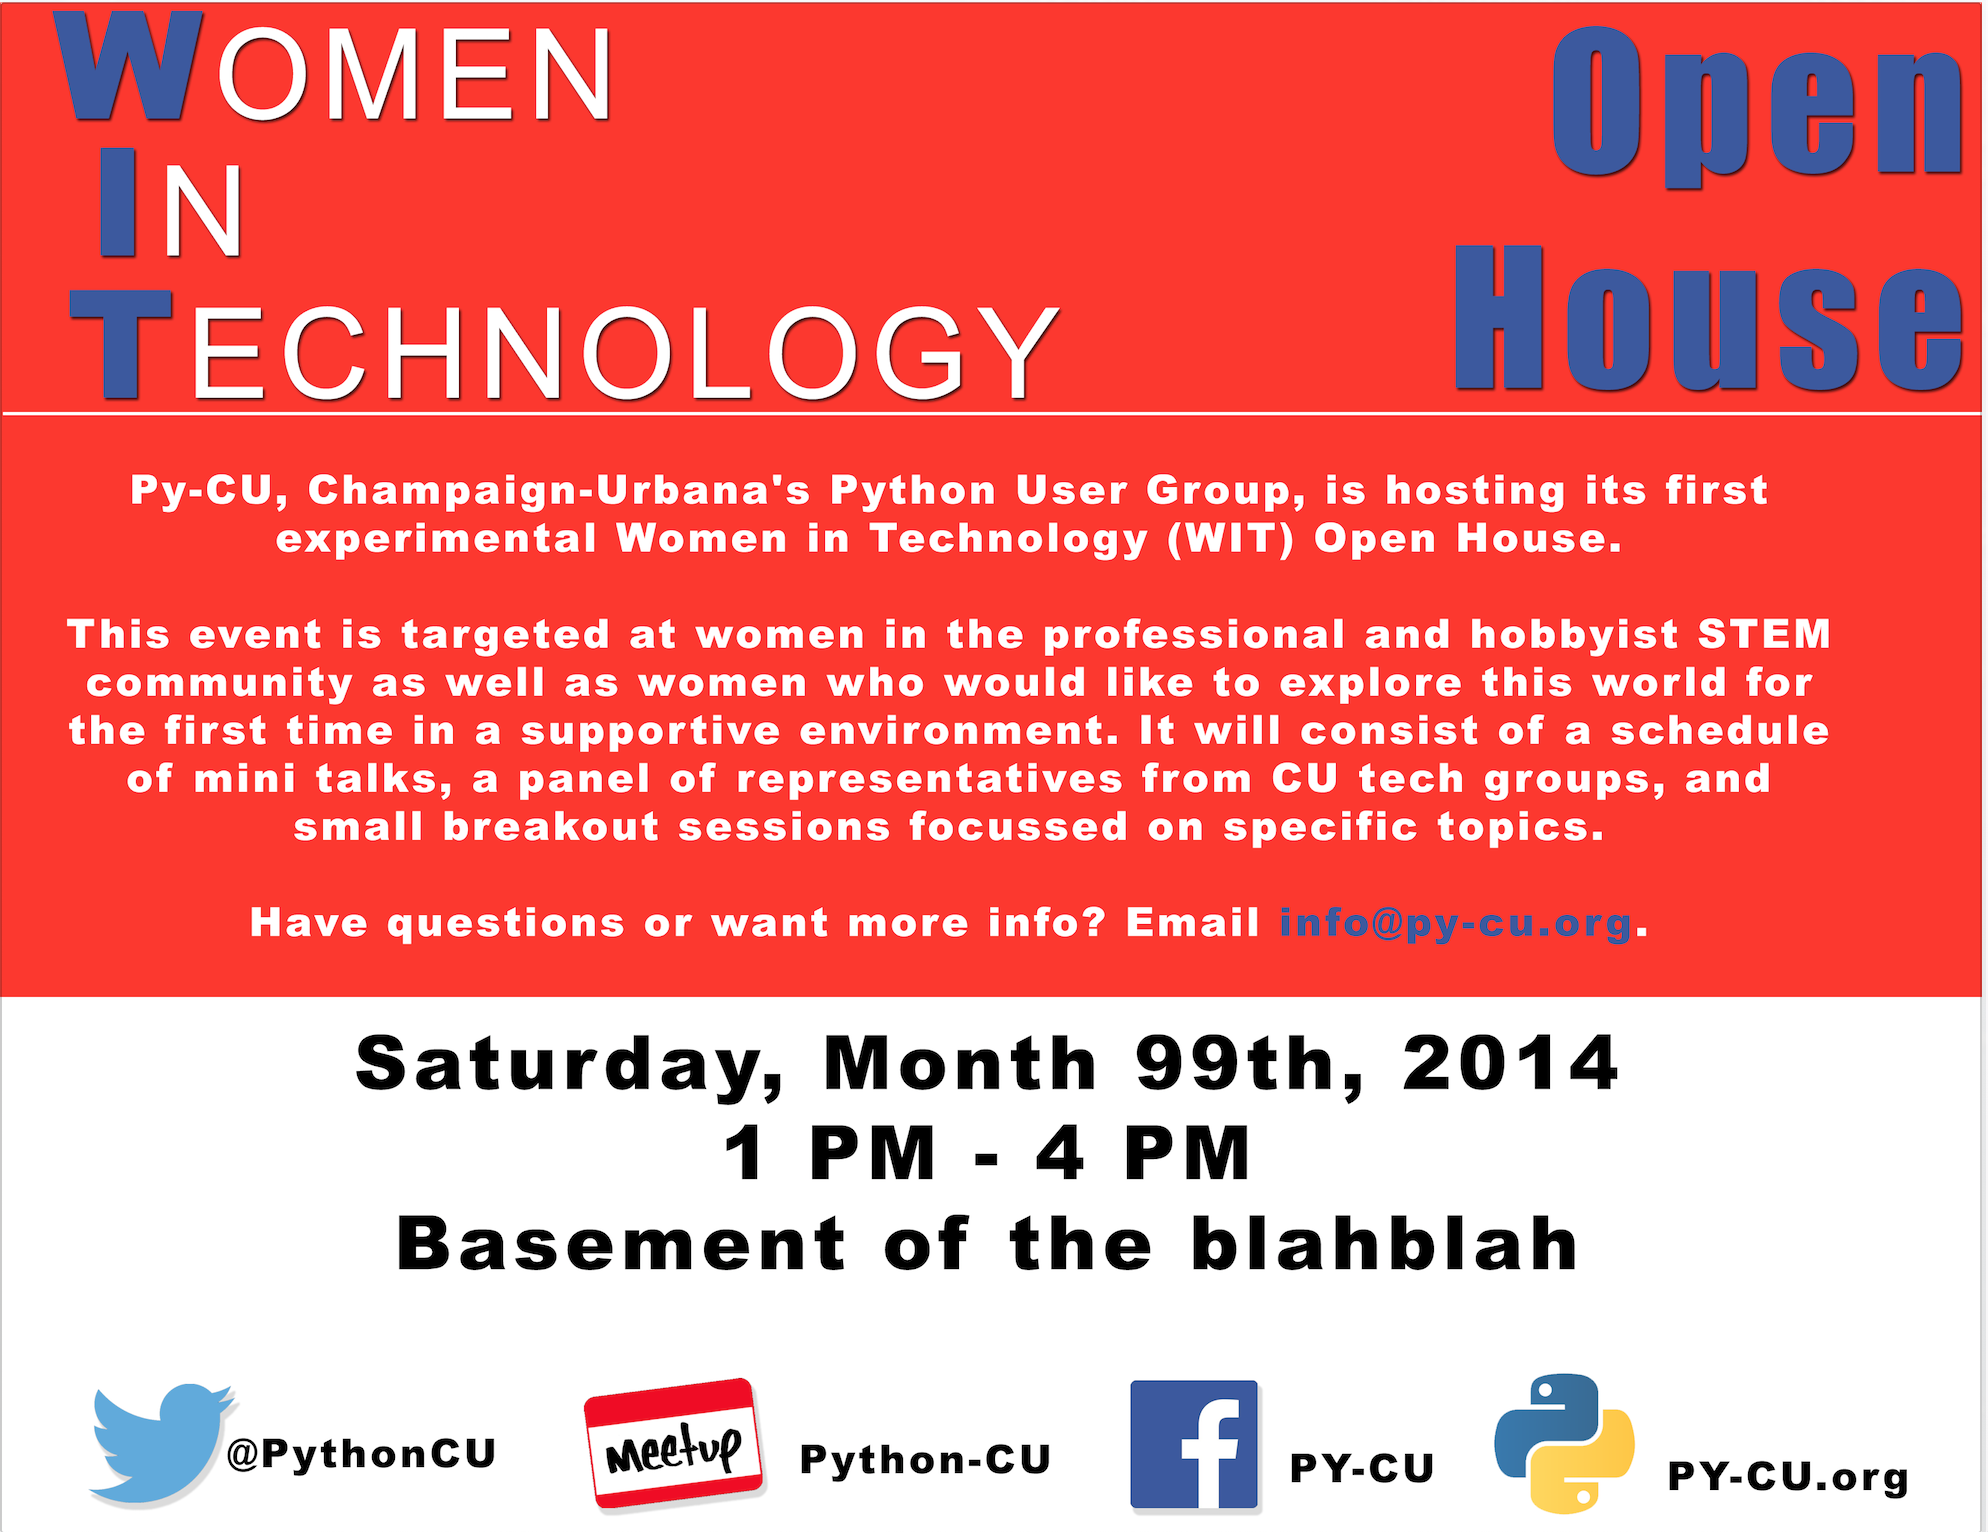 WOMEN
IN
TECHNOLOGY
Open
House
Py-CU, Champaign-Urbana's Python User Group, is hosting its first
experimental Women in Technology (WIT) Open House.
This event is targeted at women in the professional and hobbyist STEM
community as well as women who would like to explore this world for
the first time in a supportive environment. It will consist of a schedule
of mini talks, a panel of representatives from CU tech groups, and
small breakout sessions focussed on specific topics.
Have questions or want more info? Email info@py-cu.org.
Saturday, Month 99th, 2014
1 PM - 4 PM
Basement of the blahblah
@PythonCU
Meetup
Python-CU
f
PY-CU
PY-CU.org